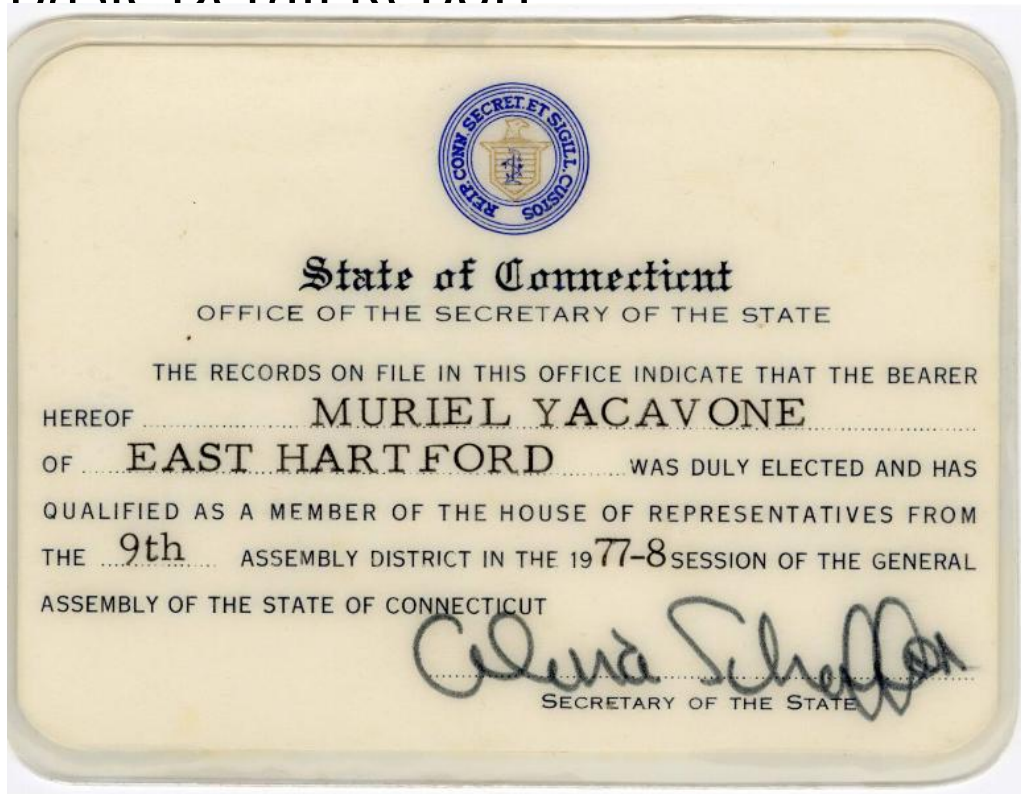 REIP. CONN. SECRET. ET SIGILL. CUSTOS
State of Connecticut
OFFICE OF THE SECRETARY OF THE STATE
THE RECORDS ON FILE IN THIS OFFICE INDICATE THAT THE BEARER
HEREOF MURIEL YACAVONE
OF EAST HARTFORD WAS DULY ELECTED AND HAS
QUALIFIED AS A MEMBER OF THE HOUSE OF REPRESENTATIVES FROM
THE 9th ASSEMBLY DISTRICT IN THE 1977-8 SESSION OF THE GENERAL
ASSEMBLY OF THE STATE OF CONNECTICUT
SECRETARY OF THE STATE